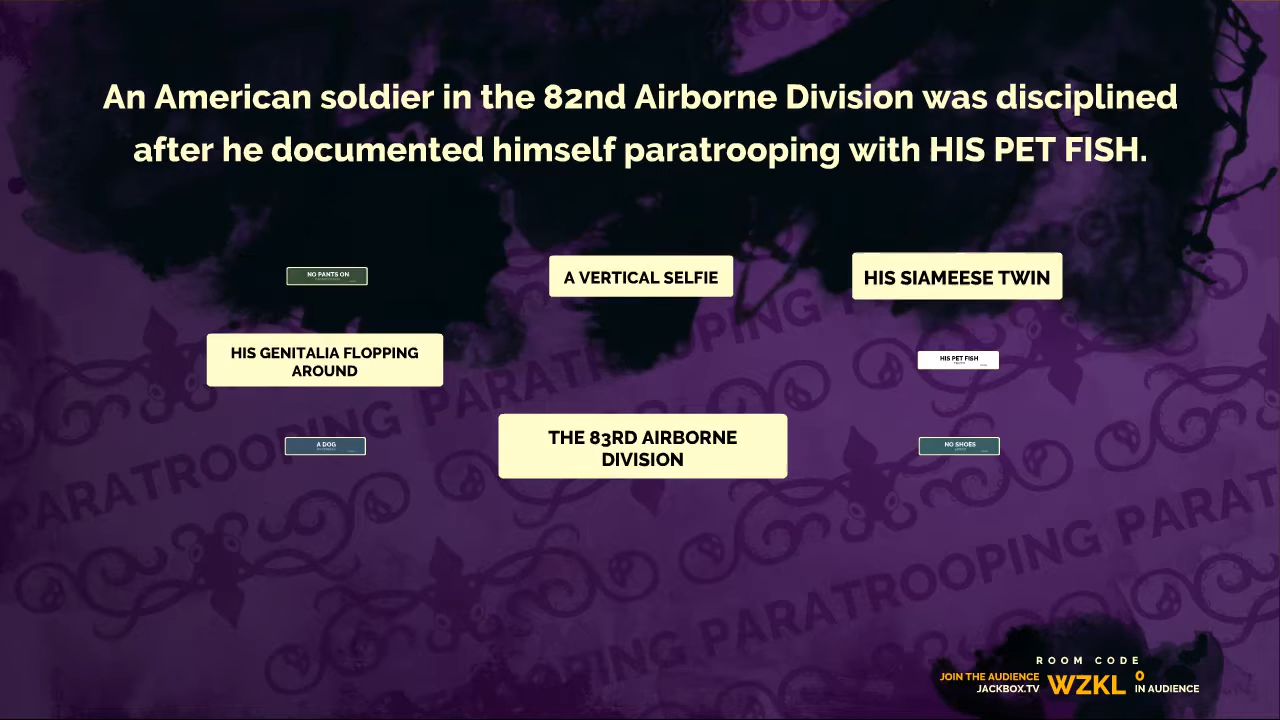 An American soldier in the 82nd Airborne Division was disciplined
after he documented himself paratrooping with HIS PET FISH.
NO PANTS ON
A VERTICAL SELFIE
HIS SIAMEESE TWIN
HIS GENITALIA FLOPPING
AROUND
HIS PET FISH
A DOG
THE 83RD AIRBORNE
DIVISION
NO SHOES
PARATROOPING PARATROOPING
PARATROOPING PARAT
ROOM CODE
JOIN THE AUDIENCE
JACKBOX.TV
WZKL
0
IN AUDIENCE